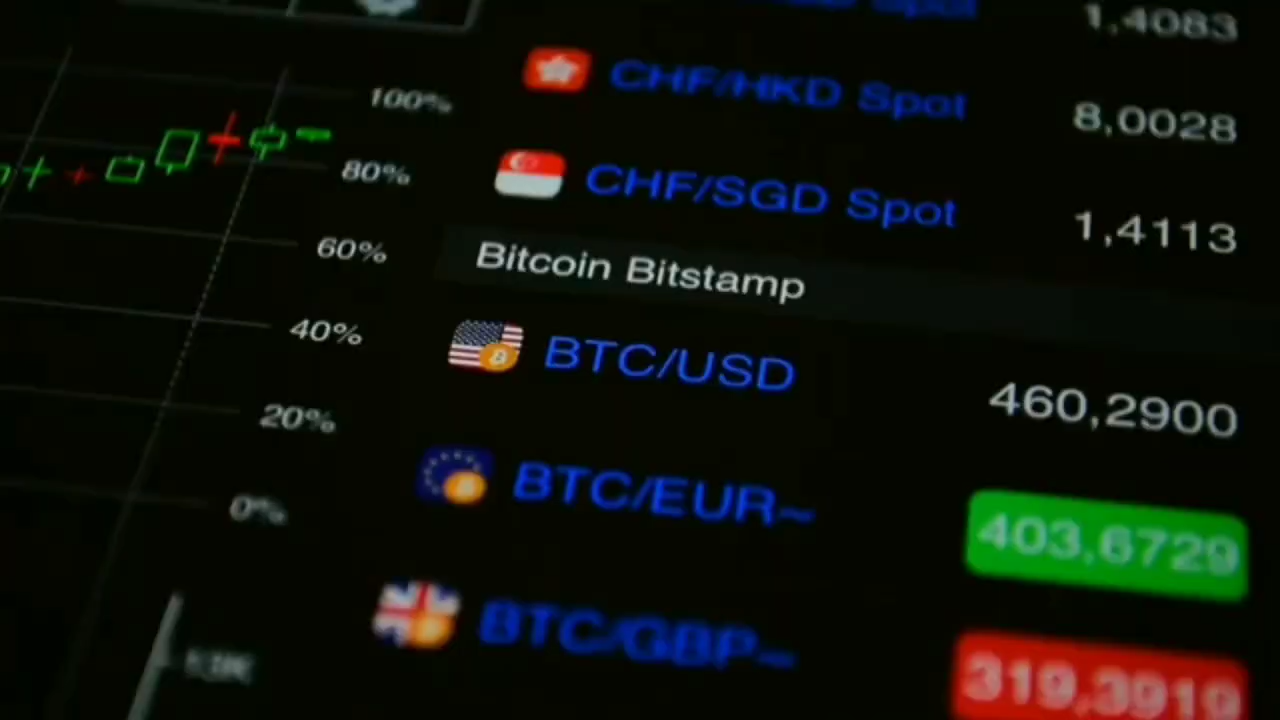 Spot
1,4083
100%
CHF/HKD Spot
8,0028
80%
CHF/SGD Spot
1,4113
60%
Bitcoin Bitstamp
40%
BTC/USD
460,2900
20%
BTC/EUR~
403,6729
0%
BTC/GBP~
319,3919